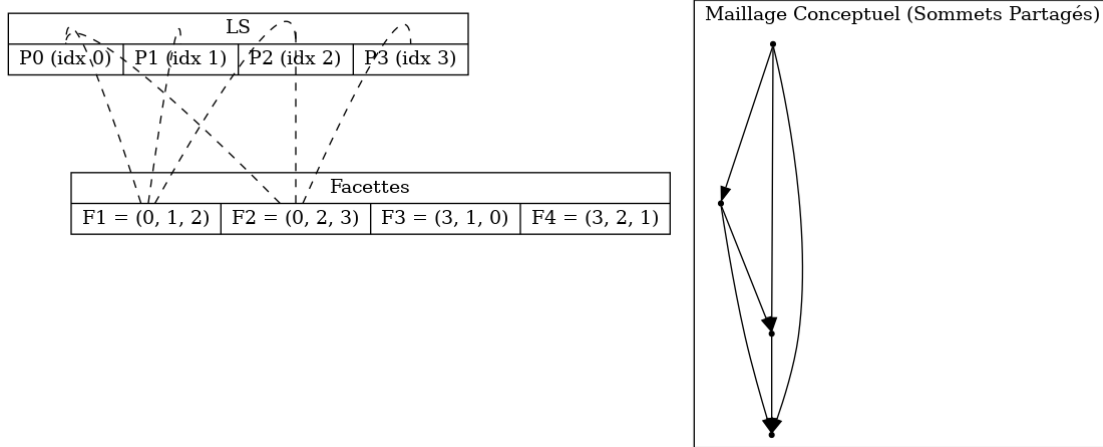 LS
P0 (idx 0) P1 (idx 1) P2 (idx 2) P3 (idx 3)
Facettes
F1 = (0, 1, 2) F2 = (0, 2, 3) F3 = (3, 1, 0) F4 = (3, 2, 1)
Maillage Conceptuel (Sommets Partagés)